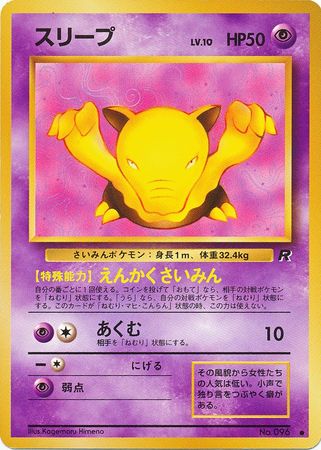 スリープ LV.10 HP50
さいみんポケモン:身長1m、体重32.4kg
R
【特殊能力】えんかくさいみん
自分の番ごとに1回使える。コインを投げて「おもて」なら、相手の対戦ポケモン
を「ねむり」状態にする。「うら」なら、自分の対戦ポケモンを「ねむり」状態にす
る。このカードが「ねむり・マヒ・こんらん」状態の時、この力は使えない。
あくむ 10
相手を「ねむり」状態にする。
にげる
弱点
その風貌から女性たち
の人気は低い。小声で
独り言をつぶやく癖が
ある。
Illus.Kagemaru Himeno No.096 ●